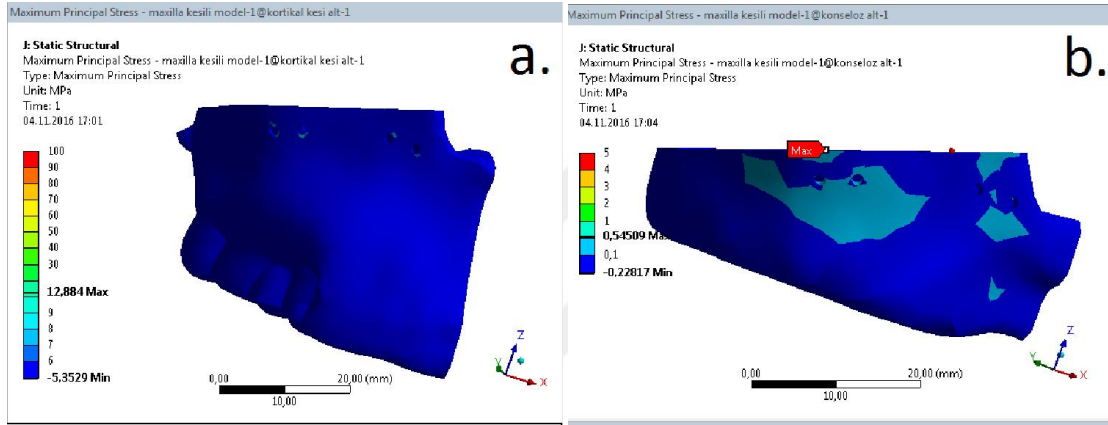 Maximum Principal Stress - maxilla kesili model-1@kortikal kesi alt-1
J: Static Structural
Maximum Principal Stress - maxilla kesili model-1@kortikal kesi alt-1
Type: Maximum Principal Stress
Unit: MPa
Time: 1
04.11.2016 17:01
a.
100
90
80
70
60
50
40
30
12,884 Max
9
8
7
6
-5,3529 Min
0,00
20,00 (mm)
10,00
Z
Y
X
Maximum Principal Stress - maxilla kesili model-1@konseloz alt-1
J: Static Structural
Maximum Principal Stress - maxilla kesili model-1@konseloz alt-1
Type: Maximum Principal Stress
Unit: MPa
Time: 1
04.11.2016 17:04
b.
Max
5
4
3
2
1
0,54509 Max
0,1
-0,22817 Min
0,00
20,00 (mm)
10,00
Z
Y
X